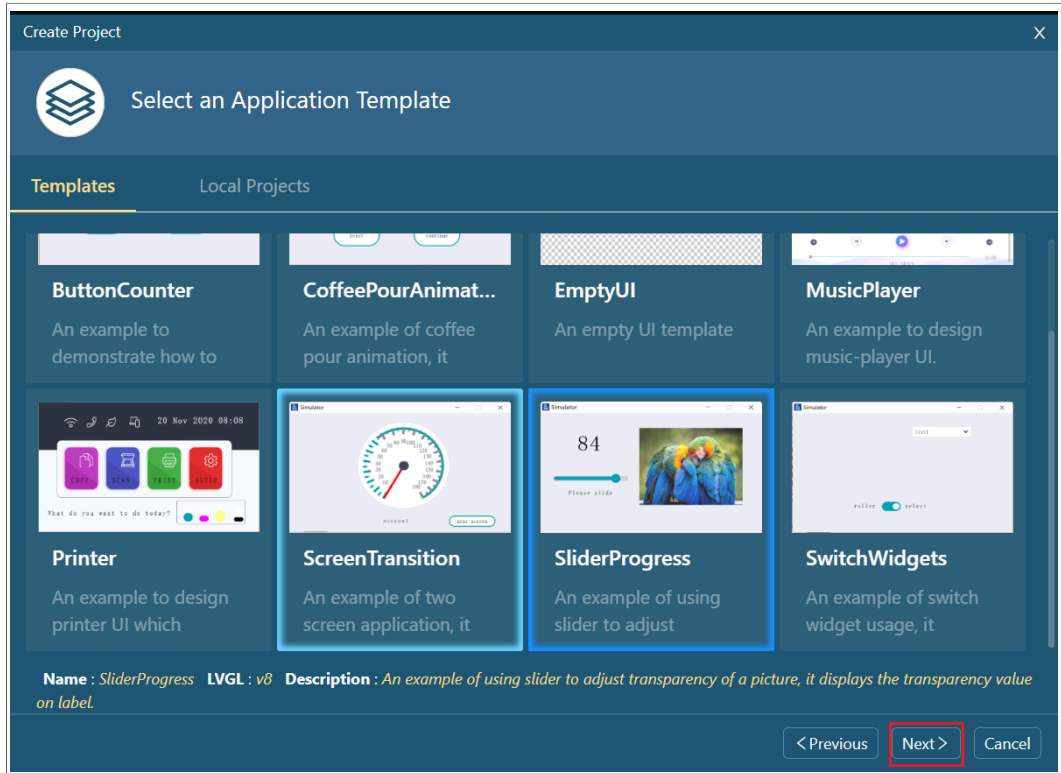 Create Project
X
Select an Application Template
Templates Local Projects
START CONTINUE
ButtonCounter
An example to
demonstrate how to
CoffeePourAnimat...
An example of coffee
pour animation, it
EmptyUI
An empty UI template
MusicPlayer
An example to design
music-player UI.
20 Nov 2020 08:08
COPY SCAN PRINT SETUP
What do you want to do today?
Printer
An example to design
printer UI which
Simulator
screen1 next screen
ScreenTransition
An example of two
screen application, it
Simulator
84
Please slide
SliderProgress
An example of using
slider to adjust
Simulator
list1
roller select
SwitchWidgets
An example of switch
widget usage, it
Name : SliderProgress LVGL : v8 Description : An example of using slider to adjust transparency of a picture, it displays the transparency value
on label.
< Previous Next > Cancel